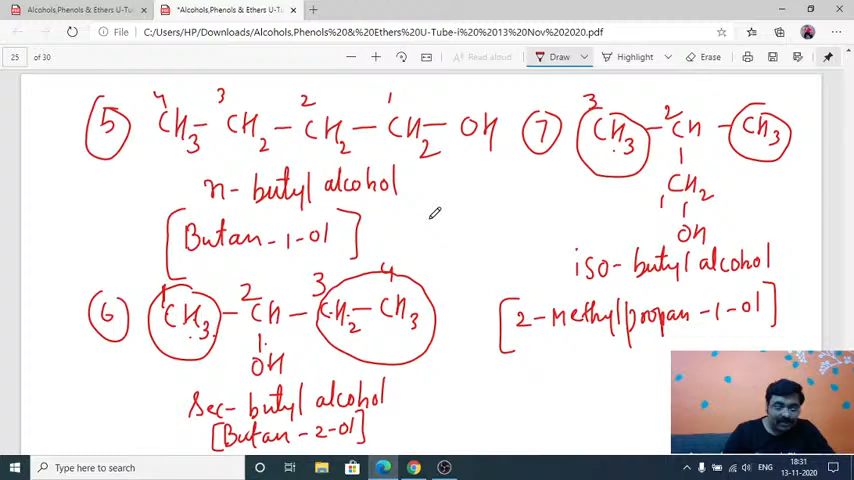 Alcohols,Phenols & Ethers U-Tub
*Alcohols,Phenols & Ethers U-Tu
File
C:/Users/HP/Downloads/Alcohols,Phenols%20&%20Ethers%20U-Tube-i%2013%20Nov%202020.pdf
25 of 30
Read aloud
Draw
Highlight
Erase
5
4 3 2 1
CH3-CH2-CH2-CH2-OH
n-butyl alcohol
[Butan-1-ol]
6
1 2 3 4
CH3-CH-CH2-CH3
OH
Sec-butyl alcohol
[Butan-2-ol]
7
3 2
CH3-CH-CH3
1 CH2
OH
iso-butyl alcohol
[2-Methylpropan-1-ol]
Type here to search
ENG
18:31
13-11-2020